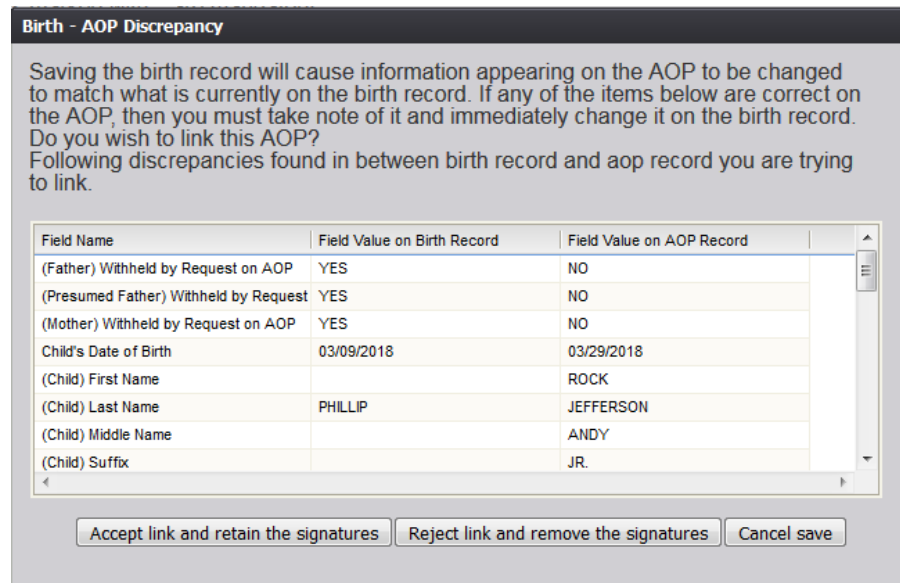 Birth - AOP Discrepancy
Saving the birth record will cause information appearing on the AOP to be changed
to match what is currently on the birth record. If any of the items below are correct on
the AOP, then you must take note of it and immediately change it on the birth record.
Do you wish to link this AOP?
Following discrepancies found in between birth record and aop record you are trying
to link.
Field Name Field Value on Birth Record Field Value on AOP Record
(Father) Withheld by Request on AOP YES NO
(Presumed Father) Withheld by Request YES NO
(Mother) Withheld by Request on AOP YES NO
Child's Date of Birth 03/09/2018 03/29/2018
(Child) First Name ROCK
(Child) Last Name PHILLIP JEFFERSON
(Child) Middle Name ANDY
(Child) Suffix JR.
Accept link and retain the signatures Reject link and remove the signatures Cancel save